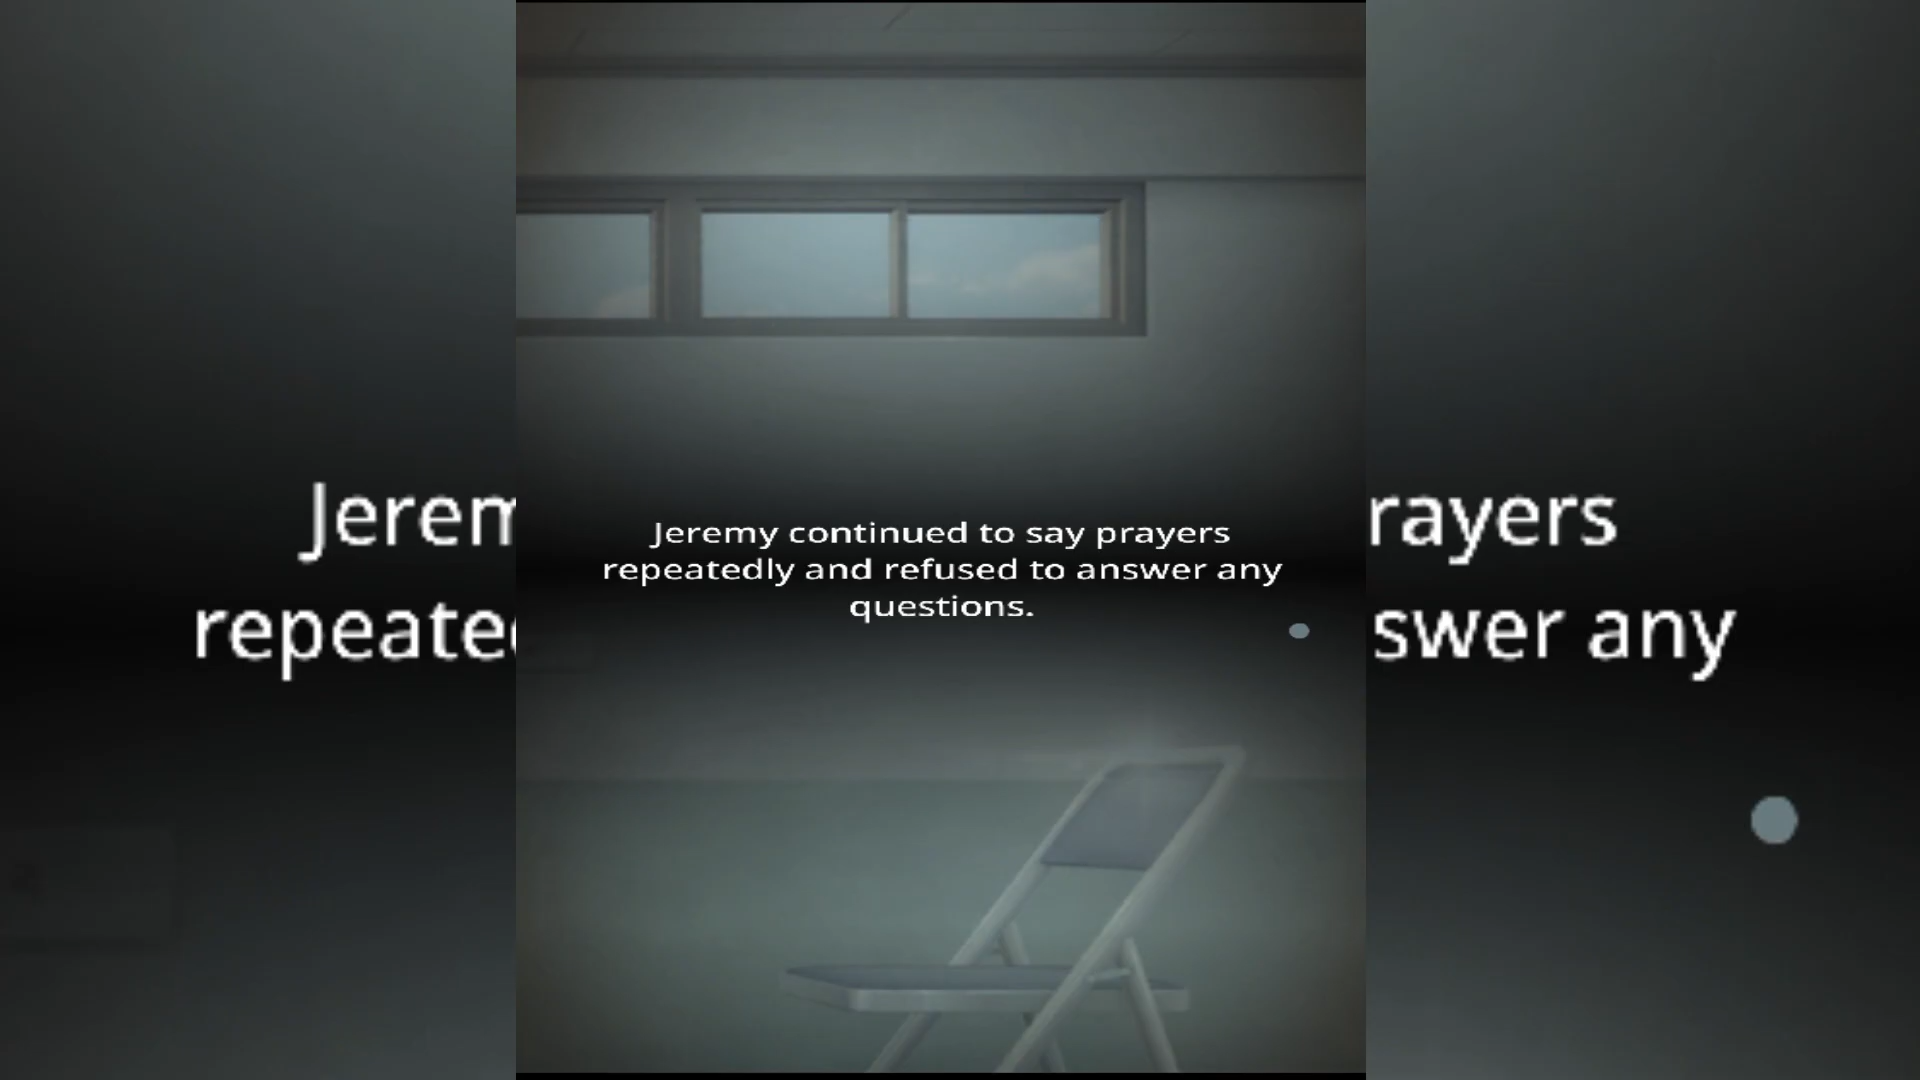 Jeremy continued to say prayers
repeatedly and refused to answer any
questions.